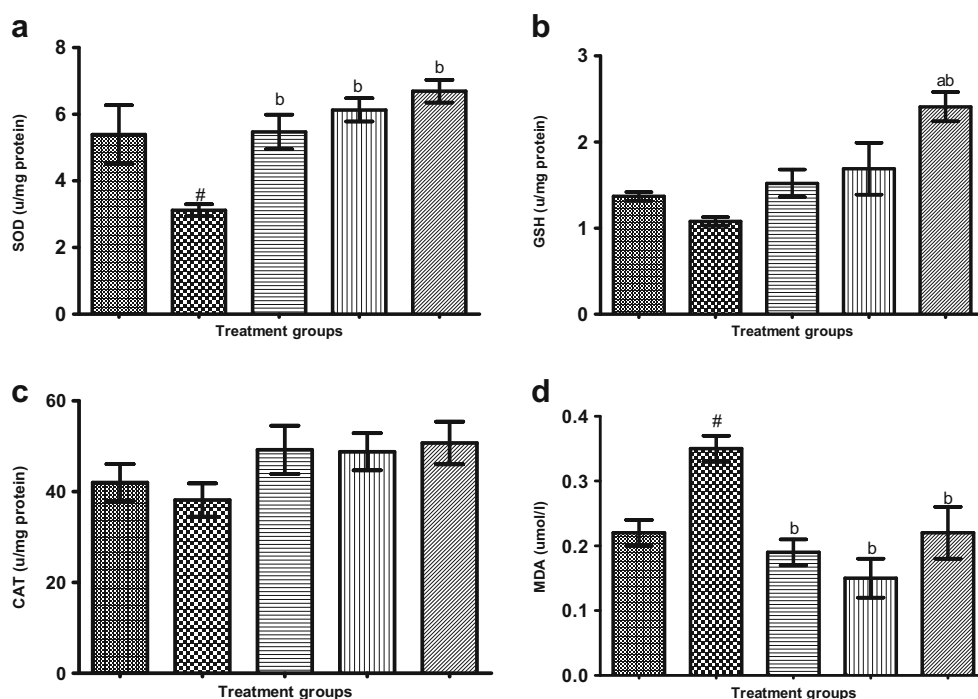 a
SOD (u/mg protein)
8
6
4
2
0
#
b
b
b
Treatment groups
b
GSH (u/mg protein)
3
2
1
0
ab
Treatment groups
c
CAT (u/mg protein)
60
40
20
0
Treatment groups
d
MDA (umol/l)
0.4
0.3
0.2
0.1
0.0
#
b
b
b
Treatment groups